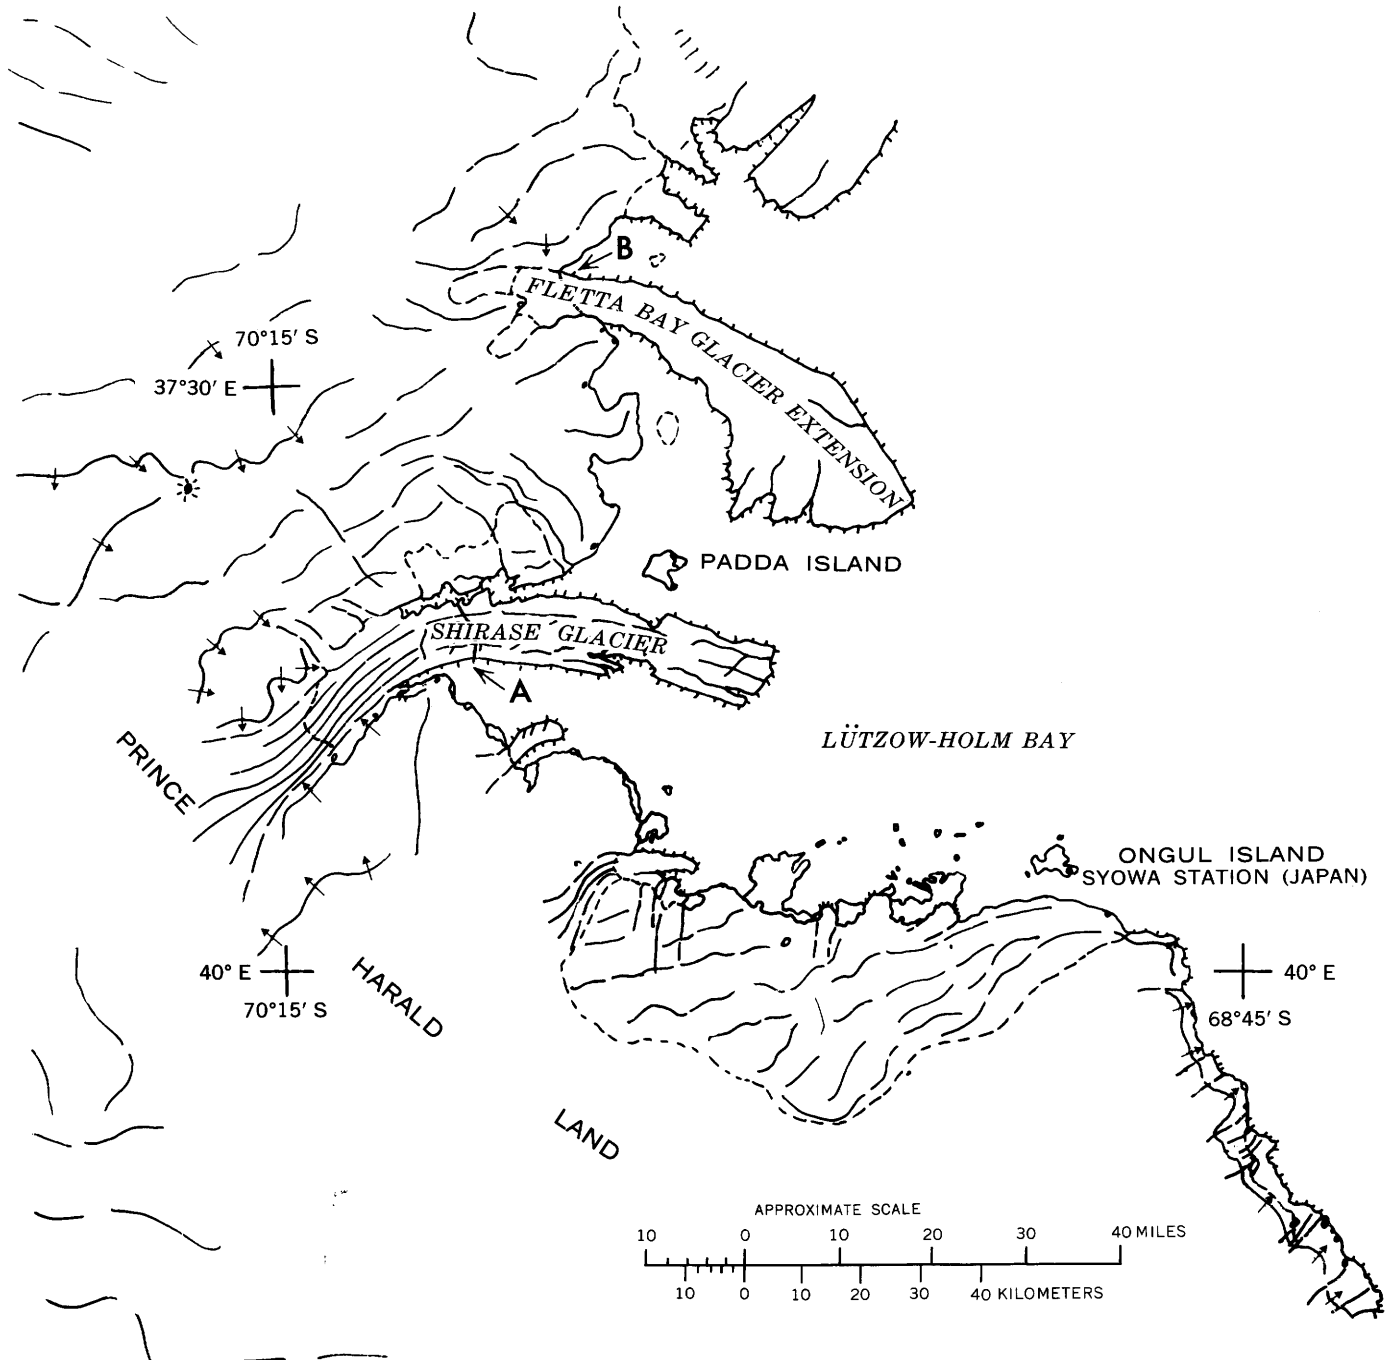 B
FLETTA BAY GLACIER EXTENSION
70°15′ S
37°30′ E
PADDA ISLAND
SHIRASE GLACIER
A
PRINCE
LÜTZOW-HOLM BAY
ONGUL ISLAND
SYOWA STATION (JAPAN)
40° E
70°15′ S
HARALD
40° E
68°45′ S
LAND
APPROXIMATE SCALE
10 0 10 20 30 40 MILES
10 0 10 20 30 40 KILOMETERS